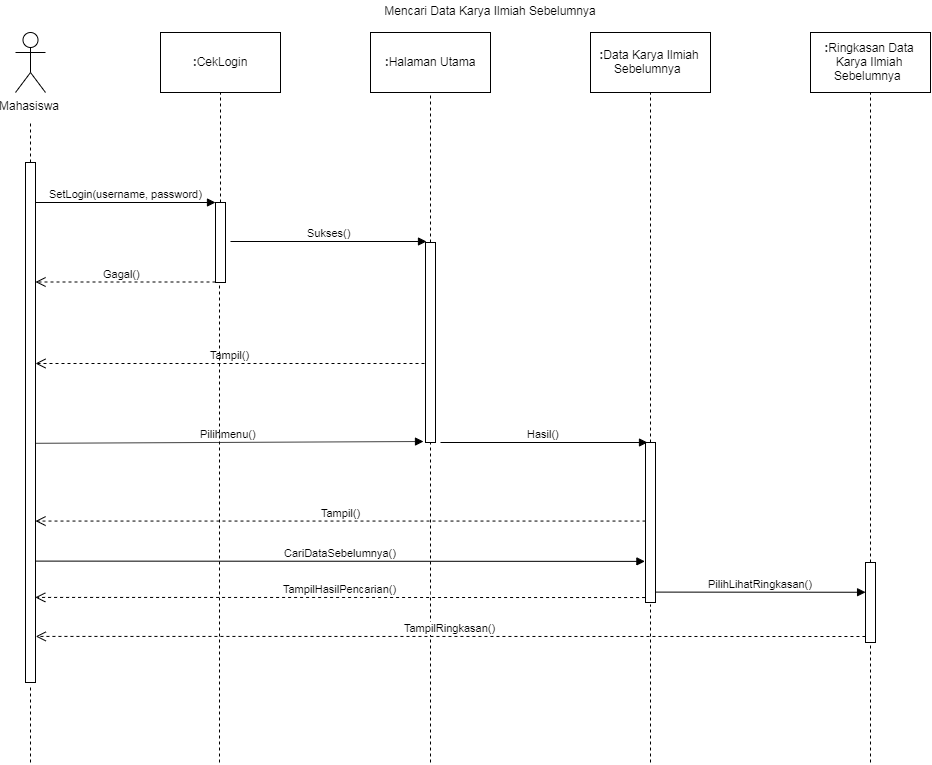 Mencari Data Karya Ilmiah Sebelumnya
:CekLogin
:Halaman Utama
:Data Karya Ilmiah
Sebelumnya
:Ringkasan Data
Karya Ilmiah
Sebelumnya
Mahasiswa
SetLogin(username, password)
Sukses()
Gagal()
Tampil()
Pilihmenu()
Hasil()
Tampil()
CariDataSebelumnya()
TampilHasilPencarian()
PilihLihatRingkasan()
TampilRingkasan()